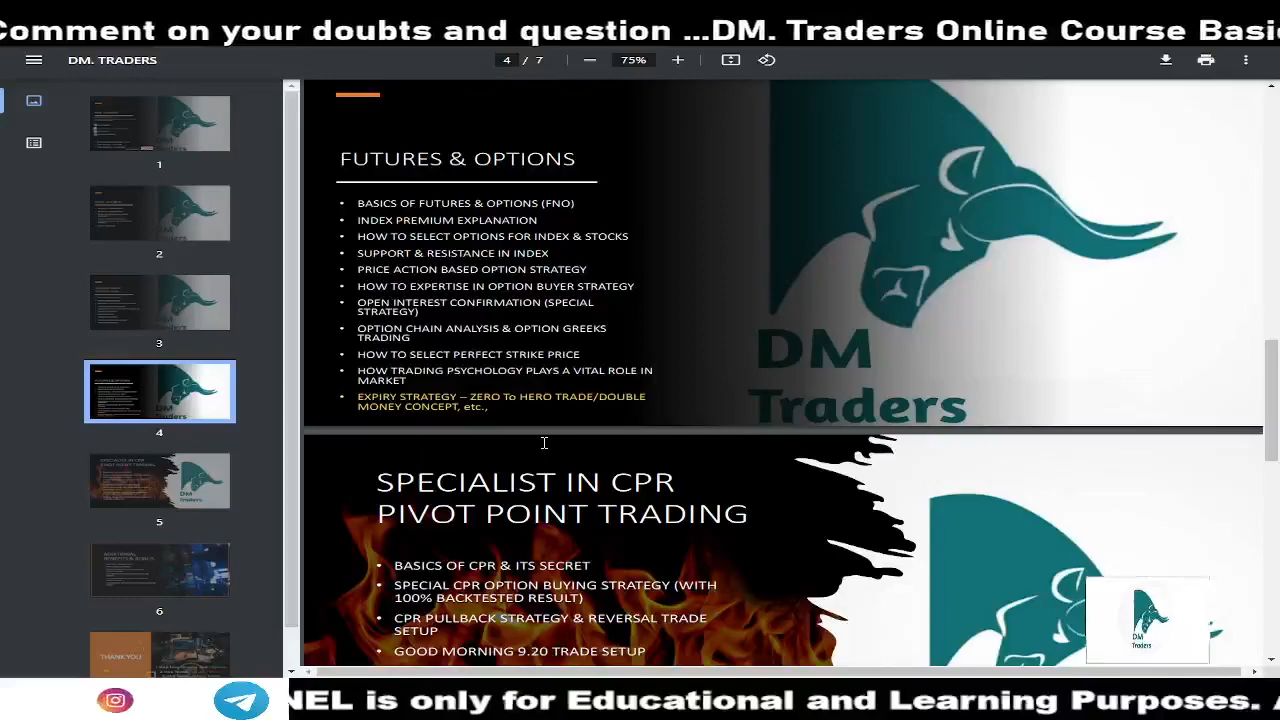 Comment on your doubts and question ...DM. Traders Online Course Basi
DM. TRADERS
4 / 7
75%
1
2
3
4
5
6
THANK YOU
FUTURES & OPTIONS
• BASICS OF FUTURES & OPTIONS (FNO)
• INDEX PREMIUM EXPLANATION
• HOW TO SELECT OPTIONS FOR INDEX & STOCKS
• SUPPORT & RESISTANCE IN INDEX
• PRICE ACTION BASED OPTION STRATEGY
• HOW TO EXPERTISE IN OPTION BUYER STRATEGY
• OPEN INTEREST CONFIRMATION (SPECIAL
STRATEGY)
• OPTION CHAIN ANALYSIS & OPTION GREEKS
TRADING
• HOW TO SELECT PERFECT STRIKE PRICE
• HOW TRADING PSYCHOLOGY PLAYS A VITAL ROLE IN
MARKET
• EXPIRY STRATEGY – ZERO To HERO TRADE/DOUBLE
MONEY CONCEPT, etc.,
DM
Traders
SPECIALIST IN CPR
PIVOT POINT TRADING
• BASICS OF CPR & ITS SECRET
• SPECIAL CPR OPTION BUYING STRATEGY (WITH
100% BACKTESTED RESULT)
• CPR PULLBACK STRATEGY & REVERSAL TRADE
SETUP
• GOOD MORNING 9.20 TRADE SETUP
DM
Traders
NEL is only for Educational and Learning Purposes. A